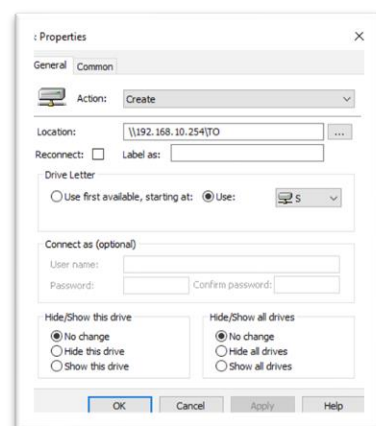 : Properties
General Common
Action: Create
Location: \\192.168.10.254\TO ...
Reconnect: Label as:
Drive Letter
Use first available, starting at: Use: S
Connect as (optional)
User name:
Password: Confirm password:
Hide/Show this drive Hide/Show all drives
No change No change
Hide this drive Hide all drives
Show this drive Show all drives
OK Cancel Apply Help